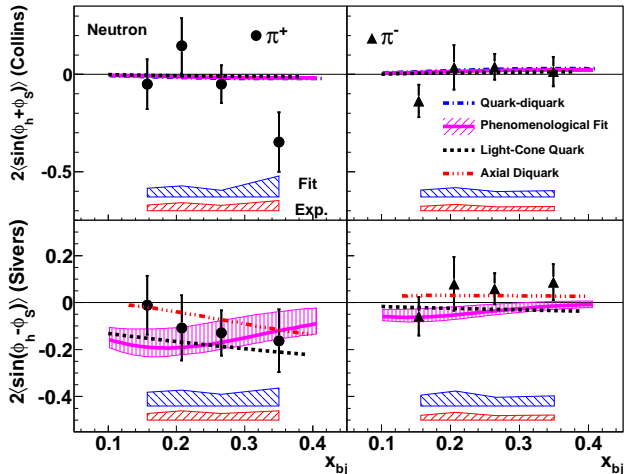 Neutron
π+
π-
2⟨sin(ϕh+ϕS)⟩ (Collins)
0
-0.5
Quark-diquark
Phenomenological Fit
Light-Cone Quark
Axial Diquark
Fit
Exp.
2⟨sin(ϕh-ϕS)⟩ (Sivers)
0.2
0
-0.2
-0.4
0.1 0.2 0.3 0.4 0.1 0.2 0.3 0.4
xbj xbj